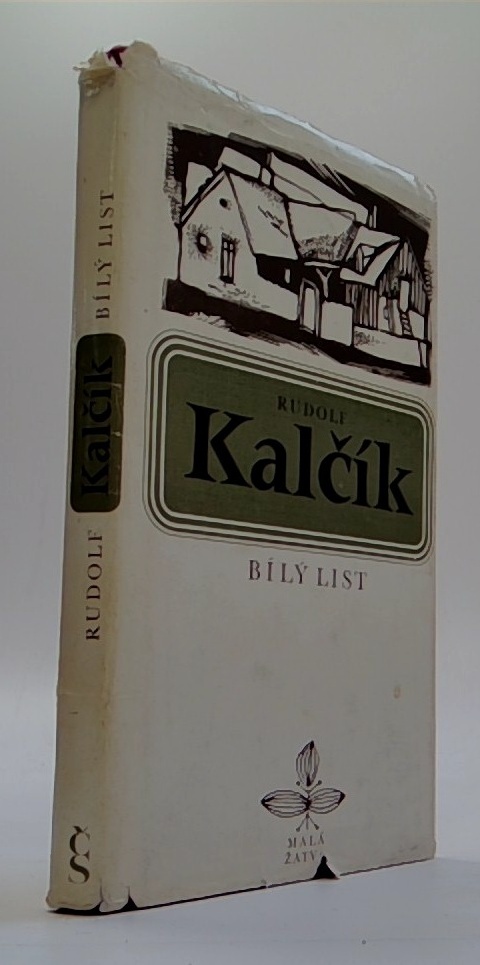 RUDOLF
Kalčík
BÍLÝ LIST
MALÁ
ŽATVA
RUDOLF Kalčík BÍLÝ LIST
ČS